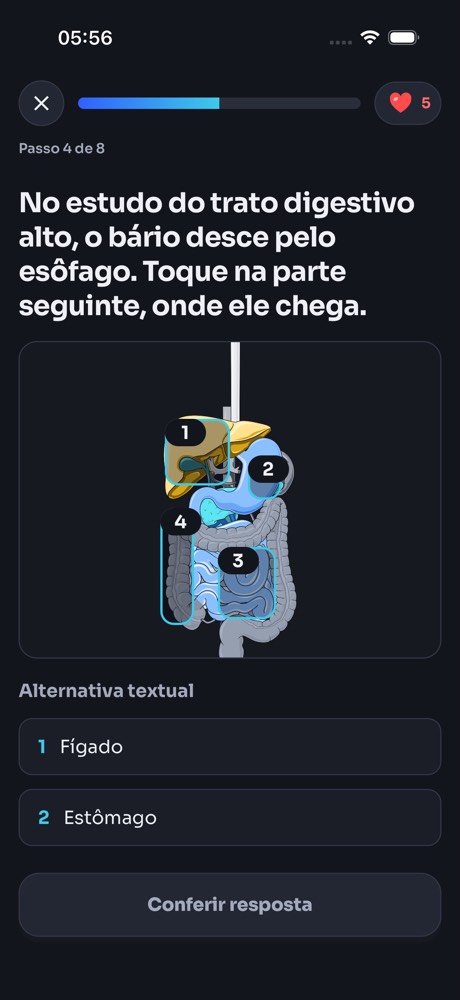 05:56
5
Passo 4 de 8
No estudo do trato digestivo
alto, o bário desce pelo
esôfago. Toque na parte
seguinte, onde ele chega.
1
2
4
3
Alternativa textual
1 Fígado
2 Estômago
Conferir resposta